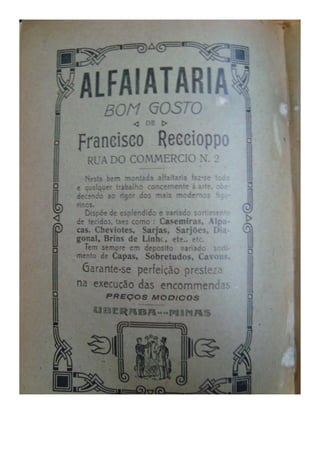 ALFAIATARIA
BOM GOSTO
DE
Francisco Reccioppo
RUA DO COMMERCIO N. 2
Nesta bem montada alfaitaria faz-se todo
e qualquer trabalho concernente á arte, obe-
decendo ao rigor dos mais modernos figu-
rinos.
Dispõe de esplendido e variado sortimento
de tecidos, taes como: Casemiras, Alpa-
cas, Cheviotes, Sarjas, Sarjões, Dia-
gonal, Brins de Linho, etc., etc.
Tem sempre em deposito variado sorti-
mento de Capas, Sobretudos, Cavours.
Garante-se perfeição presteza
na execução das encommendas
PREÇOS MODICOS
UBERABA--MINAS